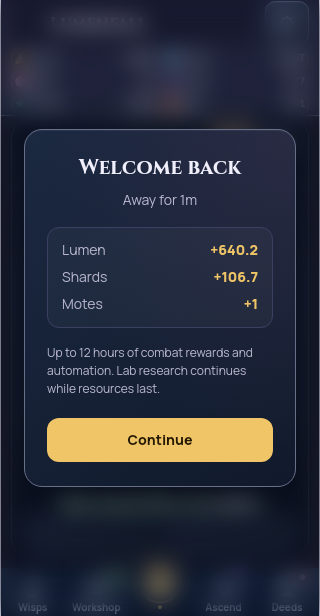 Welcome back
Away for 1m
Lumen +640.2
Shards +106.7
Motes +1
Up to 12 hours of combat rewards and
automation. Lab research continues
while resources last.
Continue
Wisps Workshop Ascend Deeds